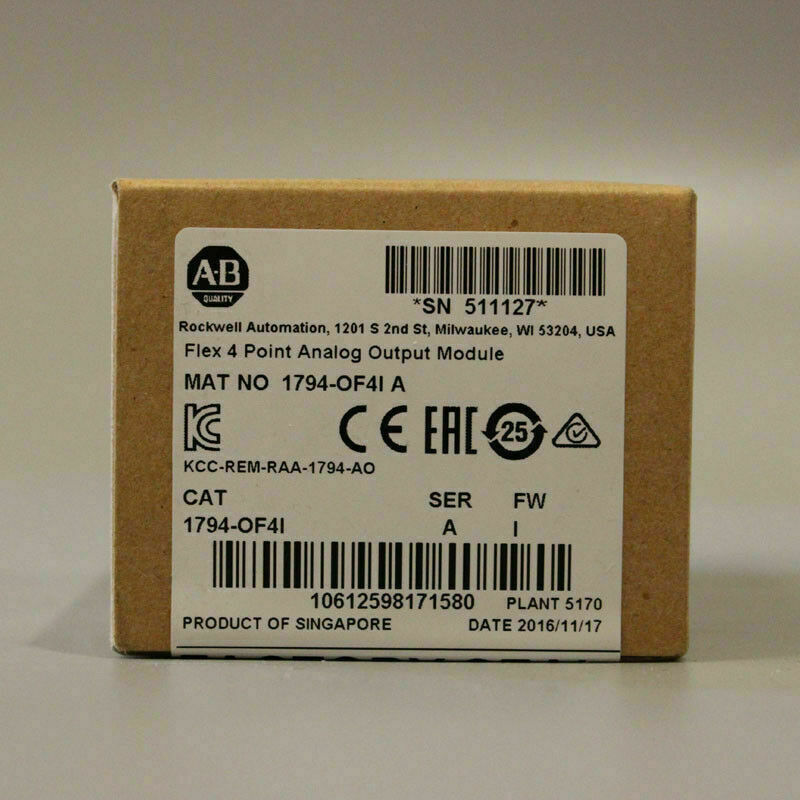 A·B
QUALITY
*SN 511127*
Rockwell Automation, 1201 S 2nd St, Milwaukee, WI 53204, USA
Flex 4 Point Analog Output Module
MAT NO 1794-OF4I A
KC CE EAC 25
KCC-REM-RAA-1794-AO
CAT SER FW
1794-OF4I A I
10612598171580 PLANT 5170
PRODUCT OF SINGAPORE DATE 2016/11/17